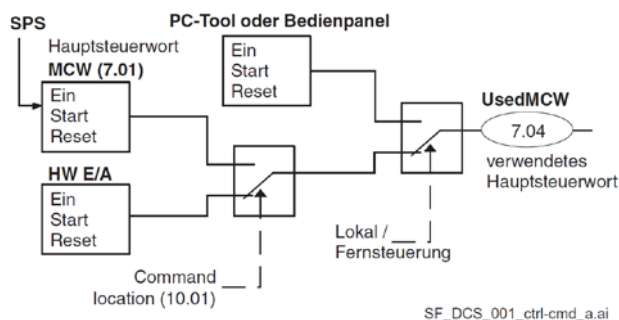 SPS
Hauptsteuerwort
MCW (7.01)
Ein
Start
Reset
HW E/A
Ein
Start
Reset
PC-Tool oder Bedienpanel
Ein
Start
Reset
UsedMCW
7.04
verwendetes
Hauptsteuerwort
Command
location (10.01)
Lokal /
Fernsteuerung
SF_DCS_001_ctrl-cmd_a.ai